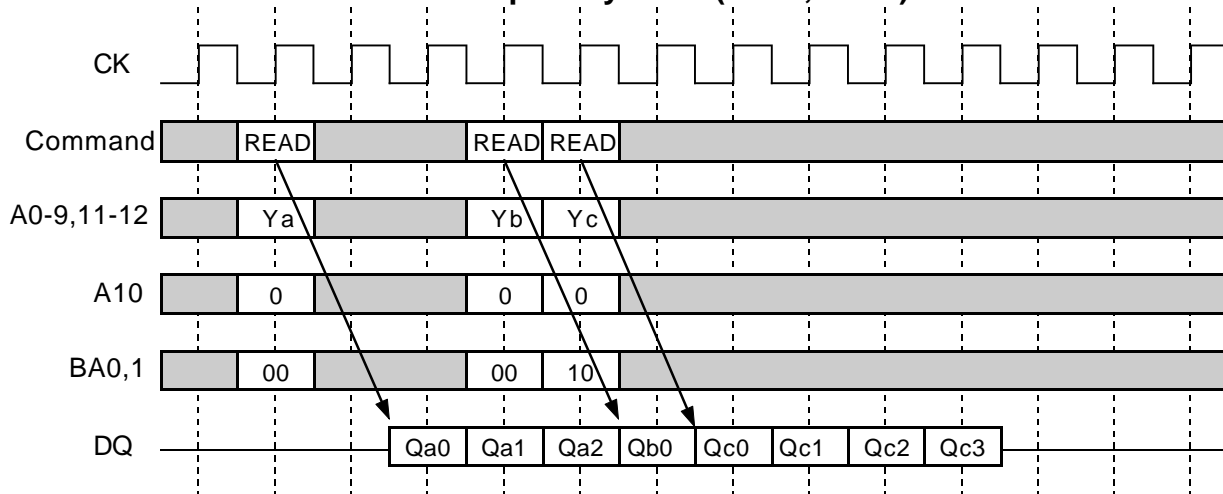 CK
Command READ READ READ
A0-9,11-12 Ya Yb Yc
A10 0 0 0
BA0,1 00 00 10
DQ Qa0 Qa1 Qa2 Qb0 Qc0 Qc1 Qc2 Qc3